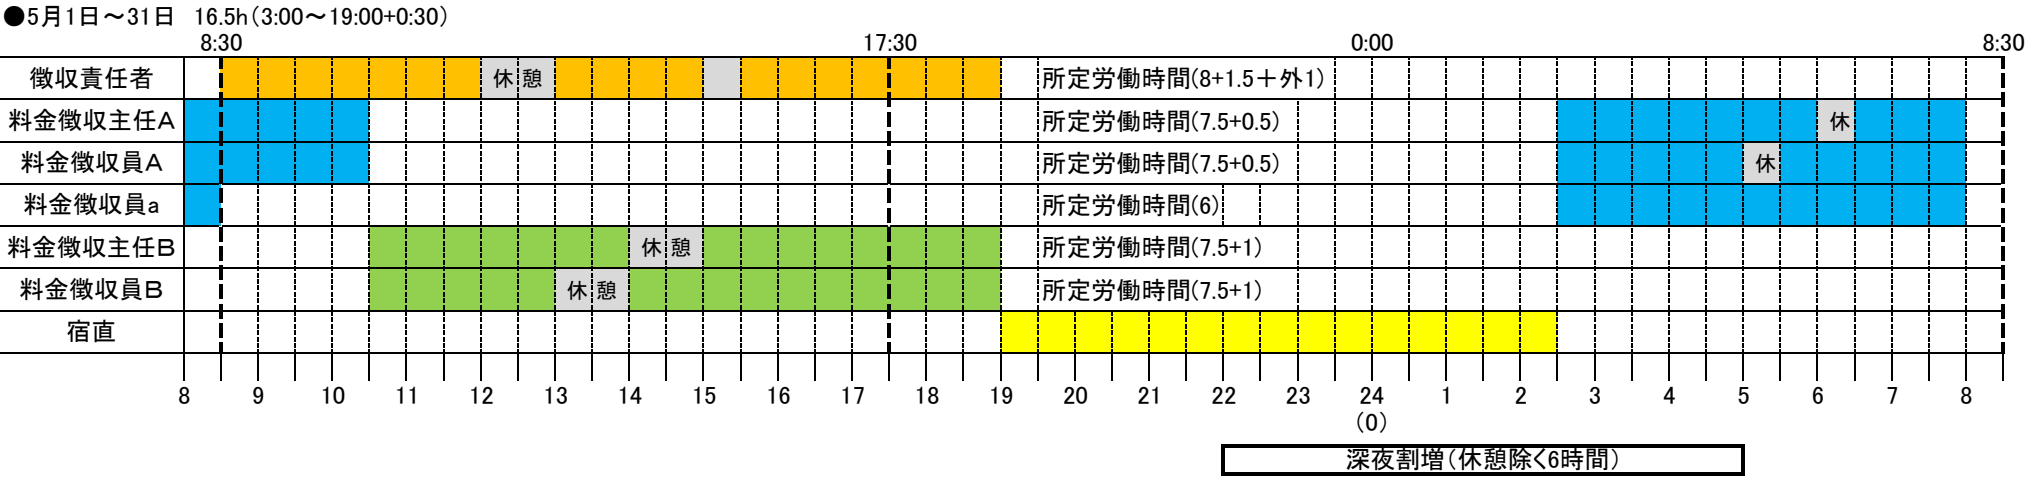 ●5月1日～31日 16.5h(3:00～19:00+0:30)
8:30 17:30 0:00 8:30
徴収責任者 休憩 所定労働時間(8+1.5＋外1)
料金徴収主任A 所定労働時間(7.5+0.5) 休
料金徴収員A 所定労働時間(7.5+0.5) 休
料金徴収員a 所定労働時間(6)
料金徴収主任B 休憩 所定労働時間(7.5+1)
料金徴収員B 休憩 所定労働時間(7.5+1)
宿直
8 9 10 11 12 13 14 15 16 17 18 19 20 21 22 23 24 1 2 3 4 5 6 7 8
(0)
深夜割増(休憩除く6時間)